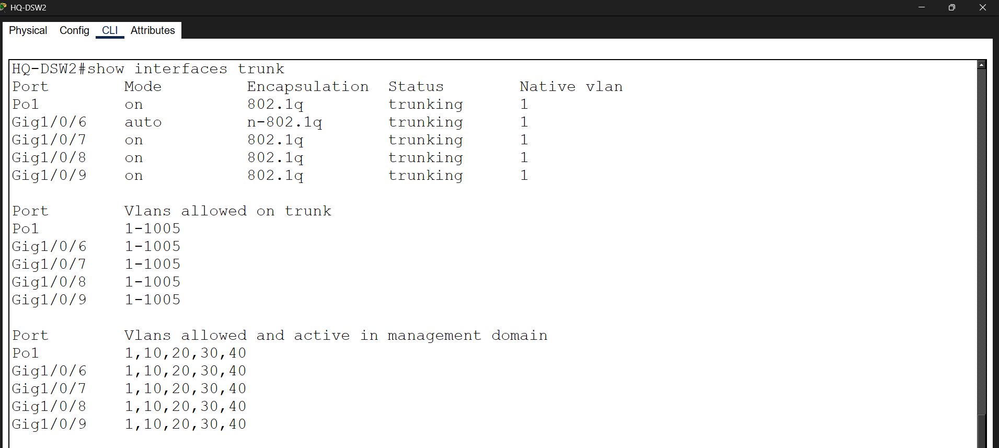 HQ-DSW2
Physical Config CLI Attributes
HQ-DSW2#show interfaces trunk
Port Mode Encapsulation Status Native vlan
Po1 on 802.1q trunking 1
Gig1/0/6 auto n-802.1q trunking 1
Gig1/0/7 on 802.1q trunking 1
Gig1/0/8 on 802.1q trunking 1
Gig1/0/9 on 802.1q trunking 1
Port Vlans allowed on trunk
Po1 1-1005
Gig1/0/6 1-1005
Gig1/0/7 1-1005
Gig1/0/8 1-1005
Gig1/0/9 1-1005
Port Vlans allowed and active in management domain
Po1 1,10,20,30,40
Gig1/0/6 1,10,20,30,40
Gig1/0/7 1,10,20,30,40
Gig1/0/8 1,10,20,30,40
Gig1/0/9 1,10,20,30,40